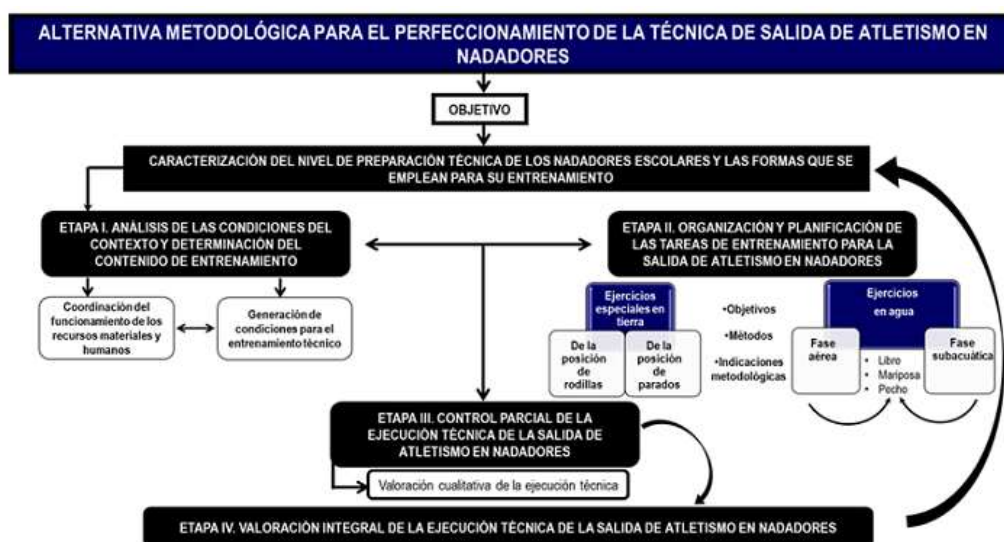 ALTERNATIVA METODOLÓGICA PARA EL PERFECCIONAMIENTO DE LA TÉCNICA DE SALIDA DE ATLETISMO EN
NADADORES
OBJETIVO
CARACTERIZACIÓN DEL NIVEL DE PREPARACIÓN TÉCNICA DE LOS NADADORES ESCOLARES Y LAS FORMAS QUE SE
EMPLEAN PARA SU ENTRENAMIENTO
ETAPA I. ANÁLISIS DE LAS CONDICIONES DEL
CONTEXTO Y DETERMINACIÓN DEL
CONTENIDO DE ENTRENAMIENTO
Coordinación del
funcionamiento de los
recursos materiales y
humanos
Generación de
condiciones para el
entrenamiento técnico
ETAPA II. ORGANIZACIÓN Y PLANIFICACIÓN DE
LAS TAREAS DE ENTRENAMIENTO PARA LA
SALIDA DE ATLETISMO EN NADADORES
Ejercicios
especiales en
tierra
De la
posición
de
rodillas
De la
posición de
parados
•Objetivos
•Métodos
•Indicaciones
metodológicas
Ejercicios
en agua
Fase
aérea
• Libro
• Mariposa
• Pecho
Fase
subacuática
ETAPA III. CONTROL PARCIAL DE LA
EJECUCIÓN TÉCNICA DE LA SALIDA DE
ATLETISMO EN NADADORES
Valoración cualitativa de la ejecución técnica
ETAPA IV. VALORACIÓN INTEGRAL DE LA EJECUCIÓN TÉCNICA DE LA SALIDA DE ATLETISMO EN NADADORES